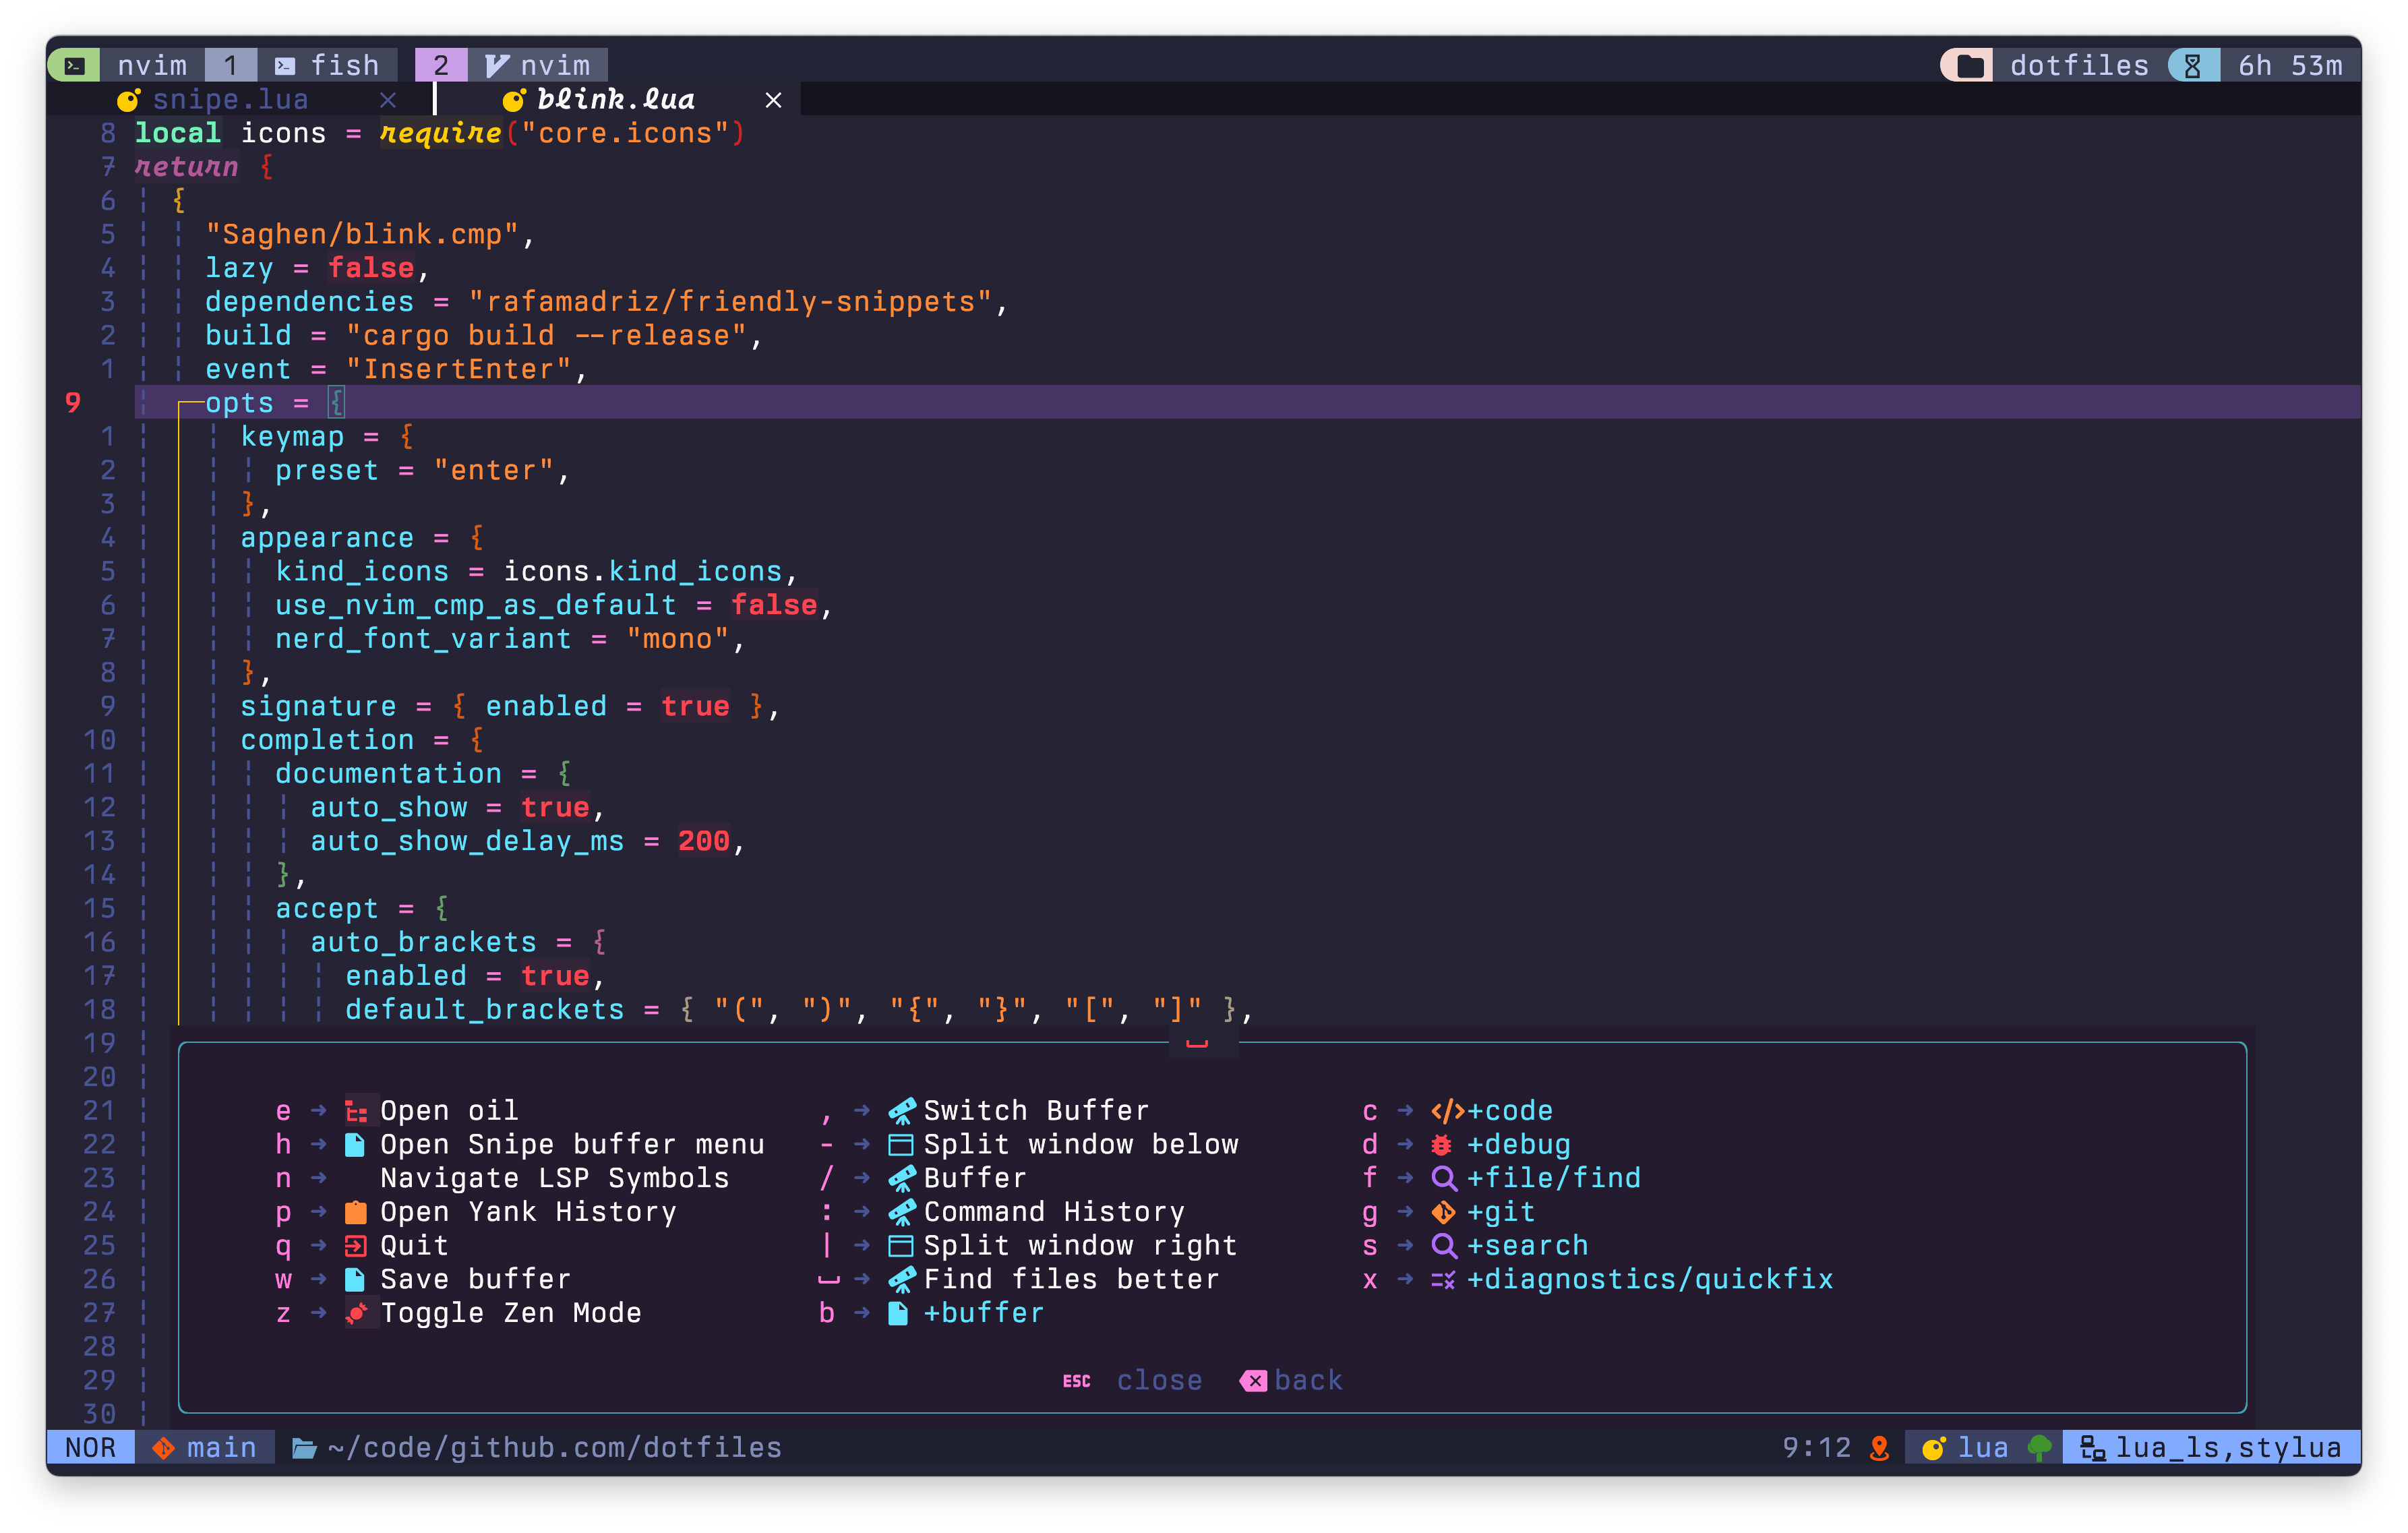 nvim 1 fish 2 nvim dotfiles 6h 53m
snipe.lua × blink.lua ×
8 local icons = require("core.icons")
7 return {
6 {
5 "Saghen/blink.cmp",
4 lazy = false,
3 dependencies = "rafamadriz/friendly-snippets",
2 build = "cargo build --release",
1 event = "InsertEnter",
9 opts = {
1 keymap = {
2 preset = "enter",
3 },
4 appearance = {
5 kind_icons = icons.kind_icons,
6 use_nvim_cmp_as_default = false,
7 nerd_font_variant = "mono",
8 },
9 signature = { enabled = true },
10 completion = {
11 documentation = {
12 auto_show = true,
13 auto_show_delay_ms = 200,
14 },
15 accept = {
16 auto_brackets = {
17 enabled = true,
18 default_brackets = { "(", ")", "{", "}", "[", "]" },
19 ␣
20
21 e → Open oil , → Switch Buffer c → +code
22 h → Open Snipe buffer menu - → Split window below d → +debug
23 n → Navigate LSP Symbols / → Buffer f → +file/find
24 p → Open Yank History : → Command History g → +git
25 q → Quit | → Split window right s → +search
26 w → Save buffer ␣ → Find files better x → +diagnostics/quickfix
27 z → Toggle Zen Mode b → +buffer
28
29 ESC close back
30
NOR main ~/code/github.com/dotfiles 9:12 lua lua_ls,stylua